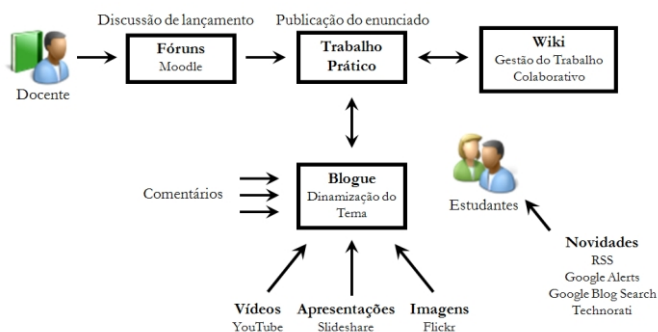 Discussão de lançamento
Publicação do enunciado
Docente
Fóruns
Moodle
Trabalho
Prático
Wiki
Gestão do Trabalho
Colaborativo
Comentários
Blogue
Dinamização do
Tema
Estudantes
Vídeos
YouTube
Apresentações
Slideshare
Imagens
Flickr
Novidades
RSS
Google Alerts
Google Blog Search
Technorati